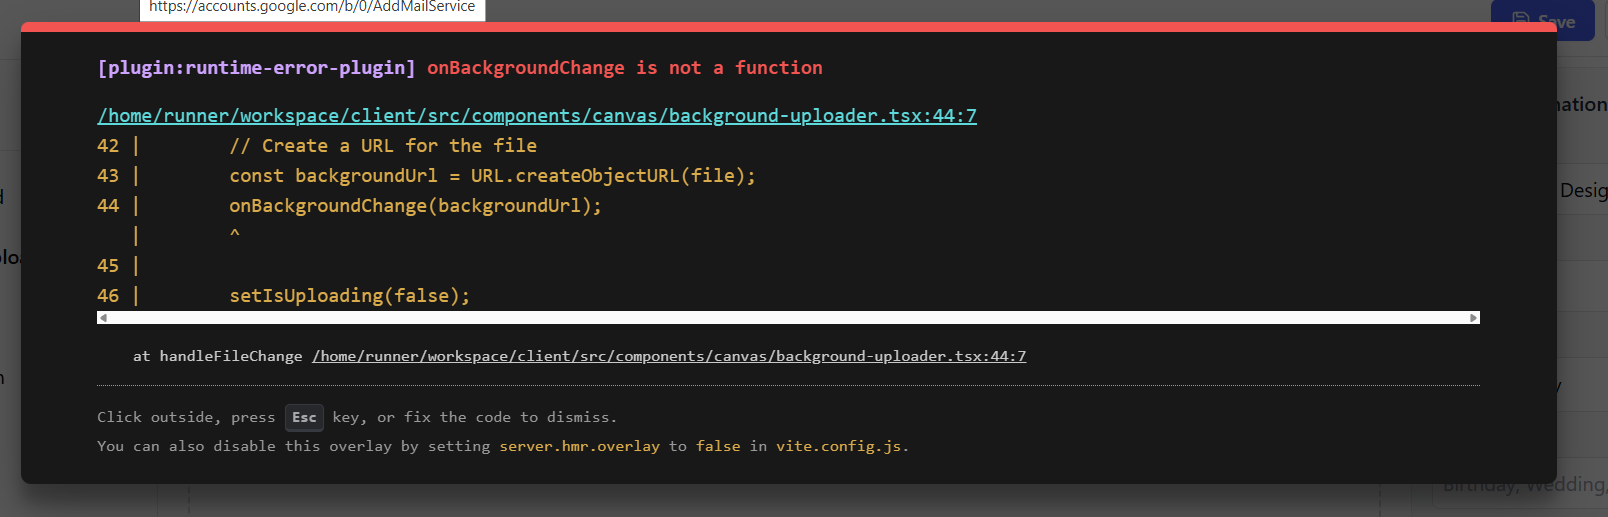 https://accounts.google.com/b/0/AddMailService
Save
[plugin:runtime-error-plugin] onBackgroundChange is not a function
/home/runner/workspace/client/src/components/canvas/background-uploader.tsx:44:7
42 |        // Create a URL for the file
43 |        const backgroundUrl = URL.createObjectURL(file);
44 |        onBackgroundChange(backgroundUrl);
   |        ^
45 |
46 |        setIsUploading(false);
at handleFileChange /home/runner/workspace/client/src/components/canvas/background-uploader.tsx:44:7
Click outside, press Esc key, or fix the code to dismiss.
You can also disable this overlay by setting server.hmr.overlay to false in vite.config.js.
Birthday, Wedding,